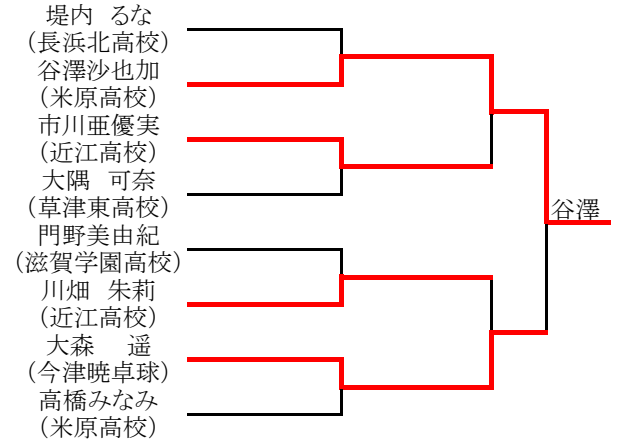 堤内 るな
(長浜北高校)
谷澤沙也加
(米原高校)
市川亜優実
(近江高校)
大隅 可奈
(草津東高校)
谷澤
門野美由紀
(滋賀学園高校)
川畑 朱莉
(近江高校)
大森 遥
(今津暁卓球)
高橋みなみ
(米原高校)